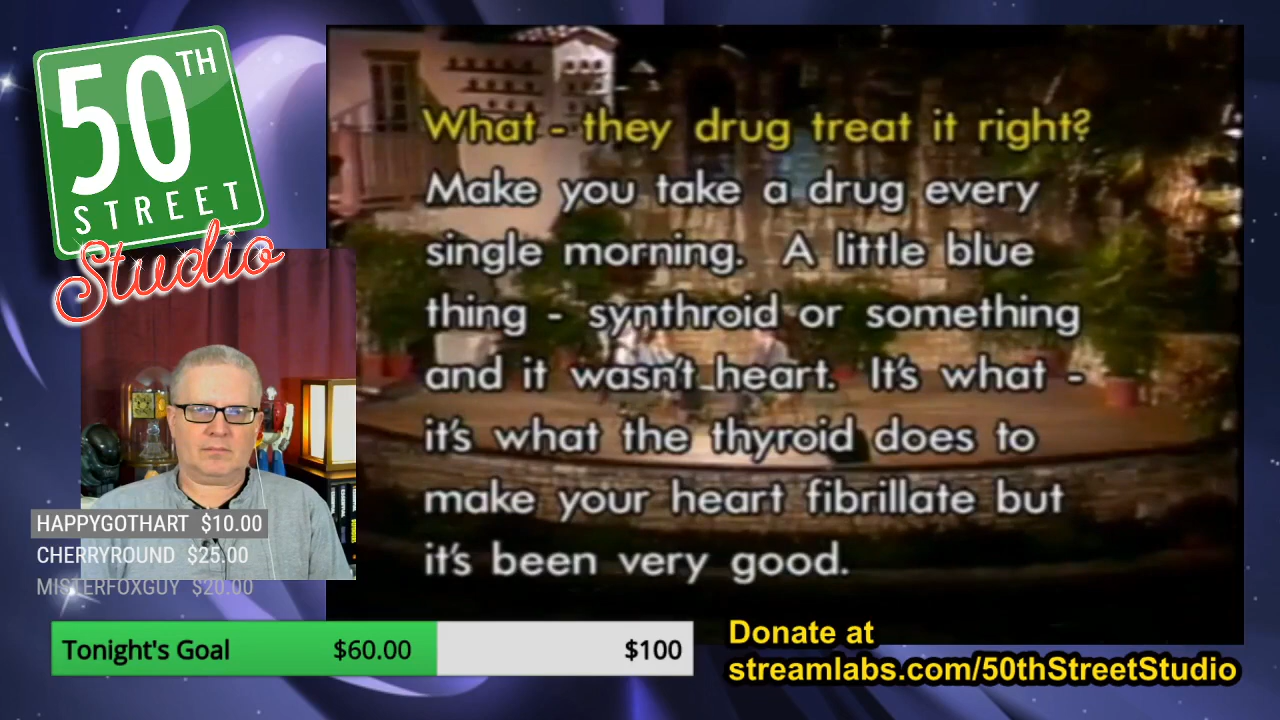 50TH
STREET
Studio
What - they drug treat it right?
Make you take a drug every
single morning.  A little blue
thing - synthroid or something
and it wasn't heart.  It's what -
it's what the thyroid does to
make your heart fibrillate but
it's been very good.
HAPPYGOTHART $10.00
CHERRYROUND $25.00
MISTERFOXGUY $20.00
Tonight's Goal $60.00 $100
Donate at
streamlabs.com/50thStreetStudio